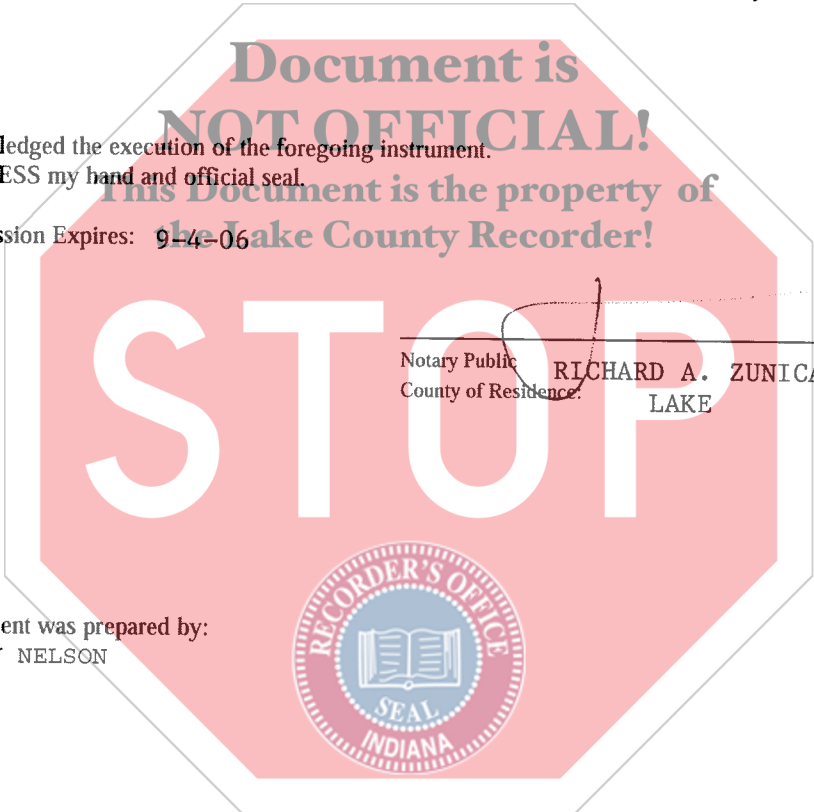 Document is
NOT OFFICIAL!
ledged the execution of the foregoing instrument.
ESS my hand and official seal.
This Document is the property of
the Lake County Recorder!
ssion Expires: 9-4-06
STOP
Notary Public RICHARD A. ZUNICA
County of Residence: LAKE
RECORDER'S OFFICE
SEAL
INDIANA
ent was prepared by:
NELSON